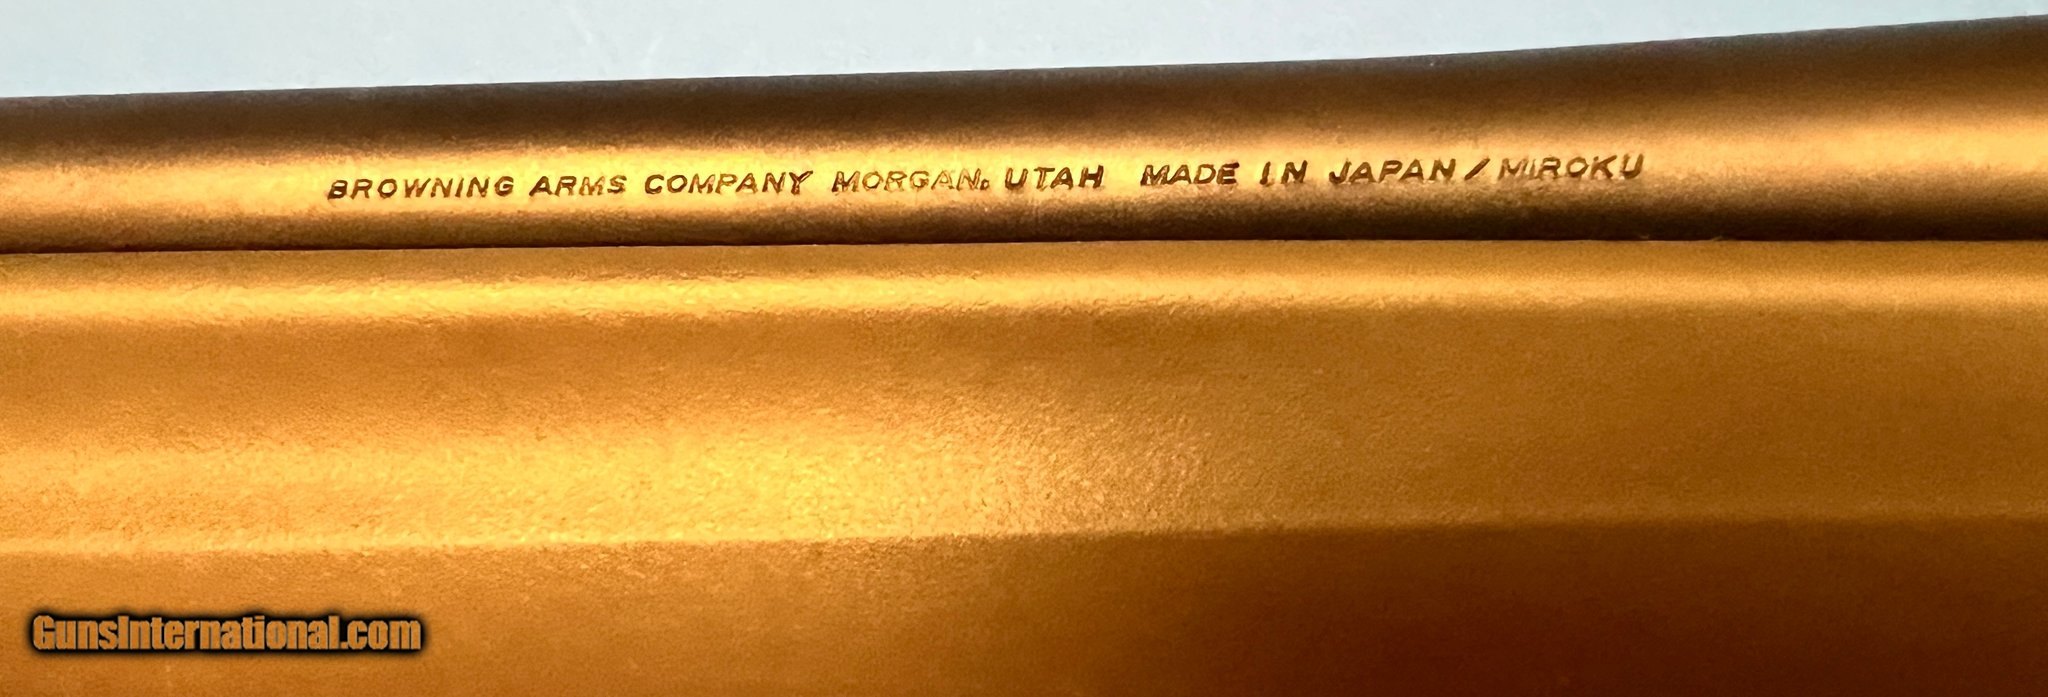 BROWNING ARMS COMPANY MORGAN, UTAH MADE IN JAPAN/MIROKU
GunsInternational.com